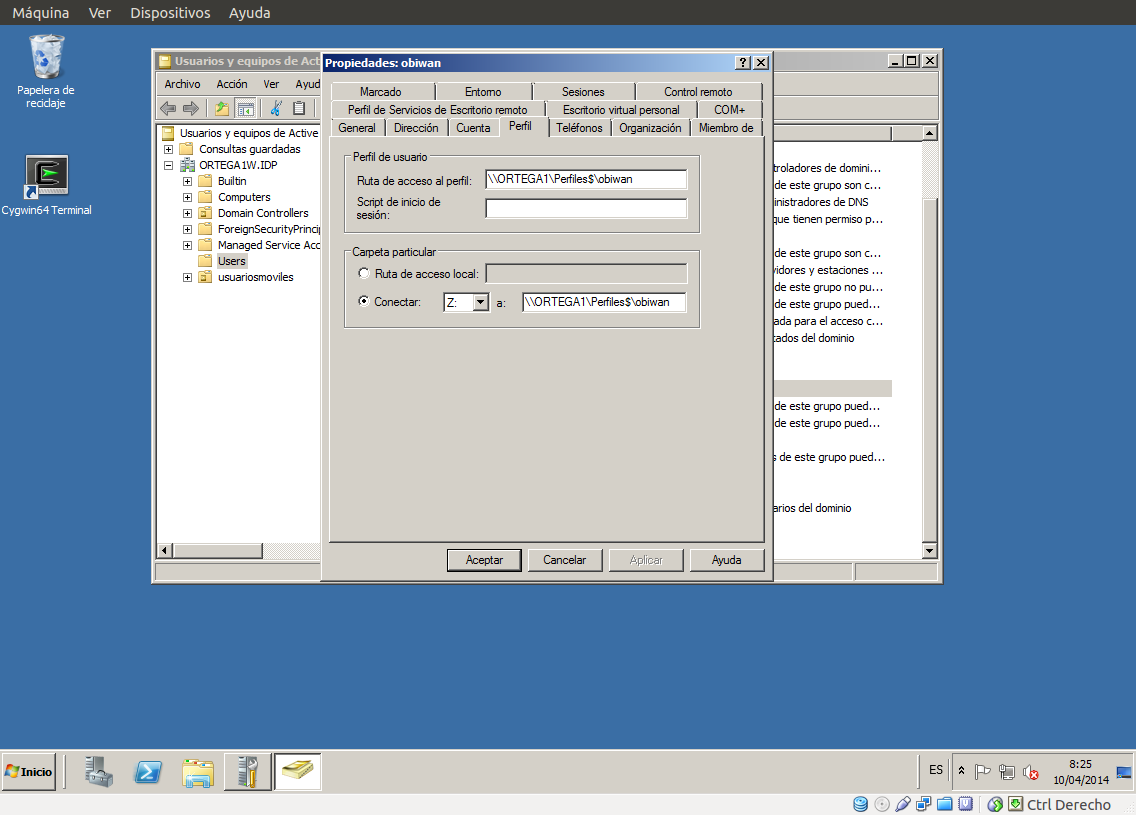 Máquina Ver Dispositivos Ayuda
Papelera de
reciclaje
Cygwin64 Terminal
Usuarios y equipos de Act
Archivo Acción Ver Ayud
Usuarios y equipos de Active
Consultas guardadas
ORTEGA1W.IDP
Builtin
Computers
Domain Controllers
ForeignSecurityPrincip
Managed Service Acc
Users
usuariosmoviles
Propiedades: obiwan
Marcado Entorno Sesiones Control remoto
Perfil de Servicios de Escritorio remoto Escritorio virtual personal COM+
General Dirección Cuenta Perfil Teléfonos Organización Miembro de
Perfil de usuario
Ruta de acceso al perfil: \\ORTEGA1\Perfiles$\obiwan
Script de inicio de
sesión:
Carpeta particular
Ruta de acceso local:
Conectar: Z: a: \\ORTEGA1\Perfiles$\obiwan
Aceptar Cancelar Aplicar Ayuda
troladores de domini...
de este grupo son c...
inistradores de DNS
que tienen permiso p...
de este grupo son c...
vidores y estaciones ...
de este grupo no pu...
de este grupo pued...
ada para el acceso c...
ados del dominio
de este grupo pued...
de este grupo pued...
s de este grupo pued...
arios del dominio
Inicio
ES
8:25
10/04/2014
Ctrl Derecho